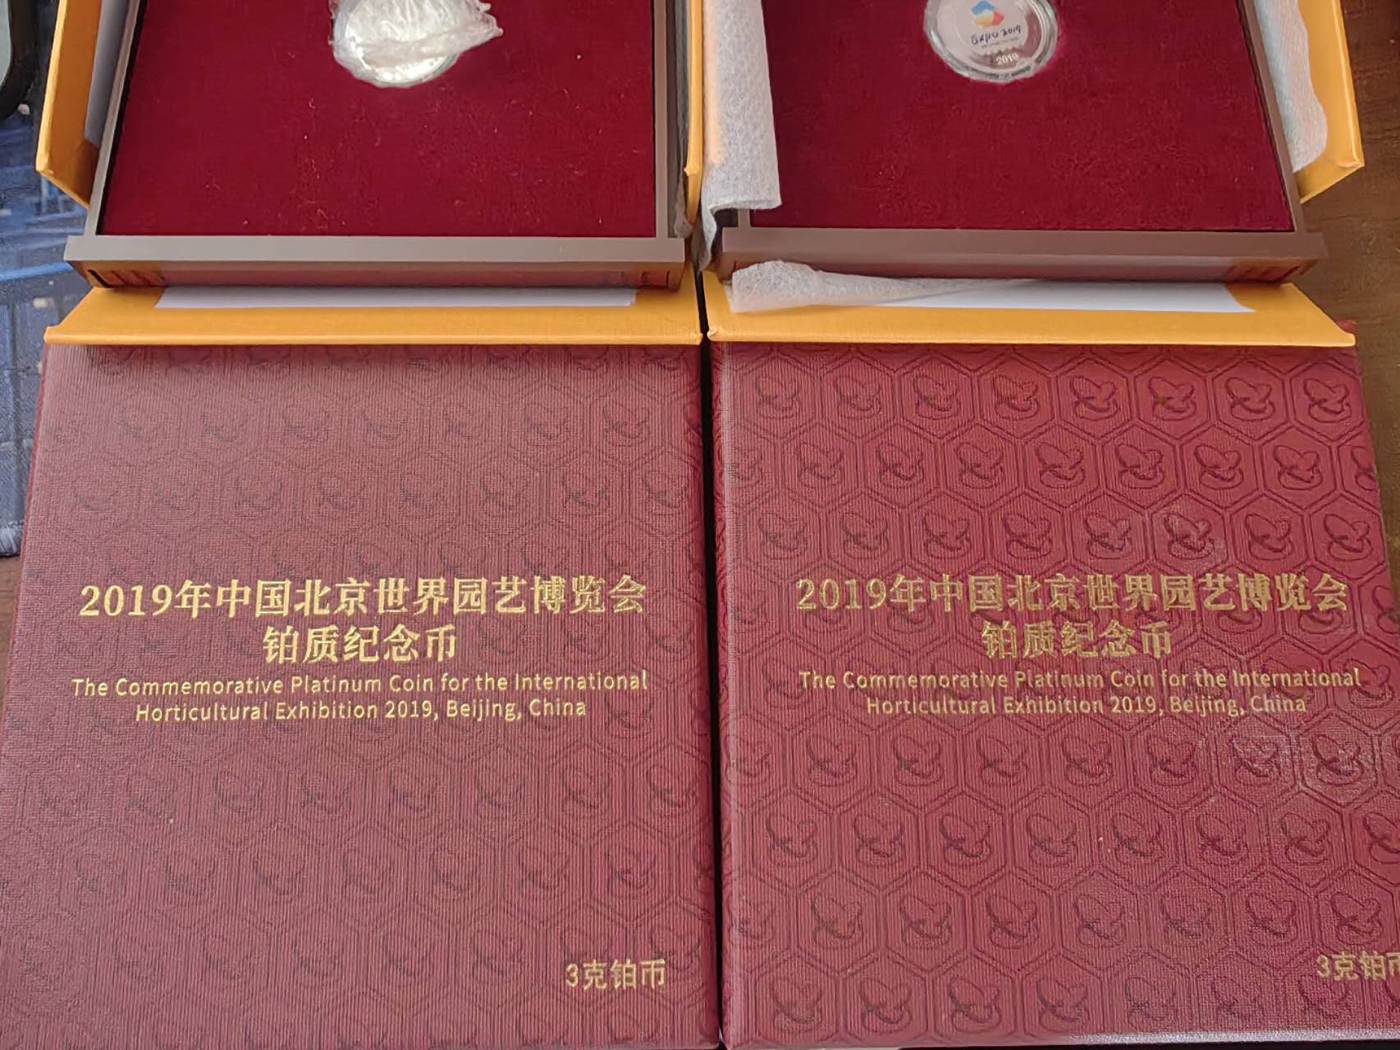 Expo 2019
2019
2019年中国北京世界园艺博览会
铂质纪念币
The Commemorative Platinum Coin for the International
Horticultural Exhibition 2019, Beijing, China
3克铂币
2019年中国北京世界园艺博览会
铂质纪念币
The Commemorative Platinum Coin for the International
Horticultural Exhibition 2019, Beijing, China
3克铂币